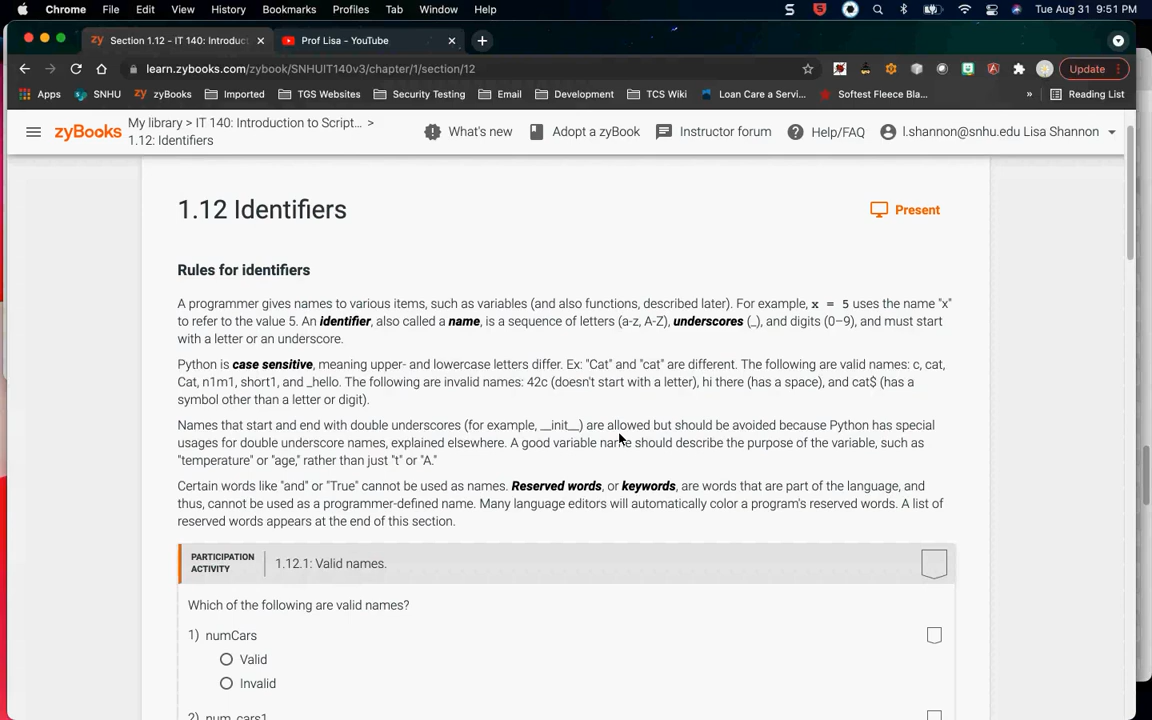 Chrome File Edit View History Bookmarks Profiles Tab Window Help Tue Aug 31 9:51 PM
zy Section 1.12 - IT 140: Introduc Prof Lisa - YouTube
learn.zybooks.com/zybook/SNHUIT140v3/chapter/1/section/12 Update
Apps SNHU zy zyBooks Imported TGS Websites Security Testing Email Development TCS Wiki Loan Care a Servi... Softest Fleece Bla... » Reading List
zyBooks My library > IT 140: Introduction to Script... >
1.12: Identifiers
What's new Adopt a zyBook Instructor forum Help/FAQ l.shannon@snhu.edu Lisa Shannon
1.12 Identifiers
Present
Rules for identifiers
A programmer gives names to various items, such as variables (and also functions, described later). For example, x = 5 uses the name "x"
to refer to the value 5. An identifier, also called a name, is a sequence of letters (a-z, A-Z), underscores (_), and digits (0–9), and must start
with a letter or an underscore.
Python is case sensitive, meaning upper- and lowercase letters differ. Ex: "Cat" and "cat" are different. The following are valid names: c, cat,
Cat, n1m1, short1, and _hello. The following are invalid names: 42c (doesn't start with a letter), hi there (has a space), and cat$ (has a
symbol other than a letter or digit).
Names that start and end with double underscores (for example, __init__) are allowed but should be avoided because Python has special
usages for double underscore names, explained elsewhere. A good variable name should describe the purpose of the variable, such as
"temperature" or "age," rather than just "t" or "A."
Certain words like "and" or "True" cannot be used as names. Reserved words, or keywords, are words that are part of the language, and
thus, cannot be used as a programmer-defined name. Many language editors will automatically color a program's reserved words. A list of
reserved words appears at the end of this section.
PARTICIPATION
ACTIVITY
1.12.1: Valid names.
Which of the following are valid names?
1) numCars
Valid
Invalid
2) num_cars1